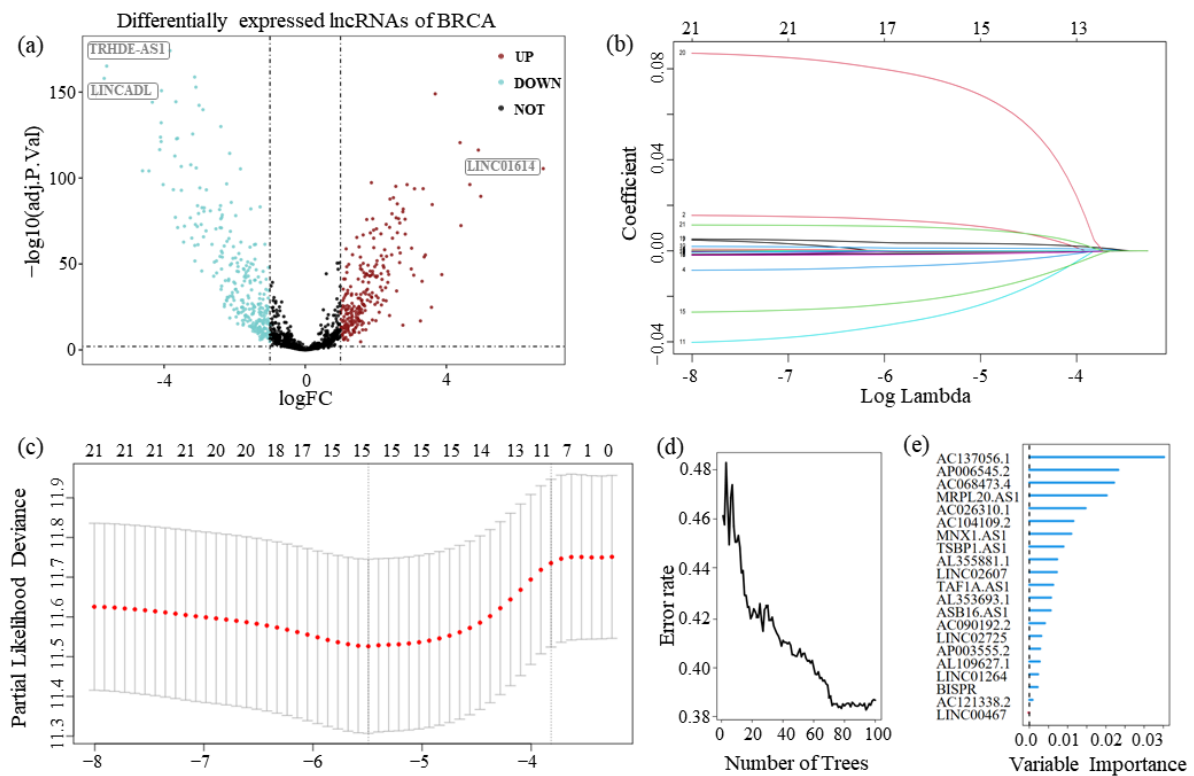 Differentially expressed lncRNAs of BRCA
(a)
TRHDE-AS1
LINCADL
LINC01614
UP
DOWN
NOT
−log10(adj.P.Val)
150
100
50
0
-4
0
4
logFC
(b)
21
19
15
13
Coefficient
0.08
0.04
0.00
−0.04
20
2
21
4
15
11
-8
-7
-6
-5
-4
Log Lambda
(c)
21 21 21 21 20 20 18 17 15 15 15 15 14 13 11 7 1 0
Partial Likelihood Deviance
11.9
11.8
11.7
11.6
11.5
11.4
11.3
−8
−7
−6
−5
−4
−3
−2
(d)
Error rate
0.48
0.46
0.44
0.42
0.40
0.38
0 20 40 60 80 100
Number of Trees
(e)
AC137056.1
AP006545.2
AC068473.4
MRPL20.AS1
AC026310.1
AC104109.2
MNX1.AS1
TSBP1.AS1
AL355881.1
LINC02607
TAF1A.AS1
AL353693.1
ASB16.AS1
AC090192.2
LINC02725
AP003555.2
AL109627.1
LINC01264
BISPR
AC121338.2
LINC00467
0.0 0.01 0.02 0.03
Variable Importance